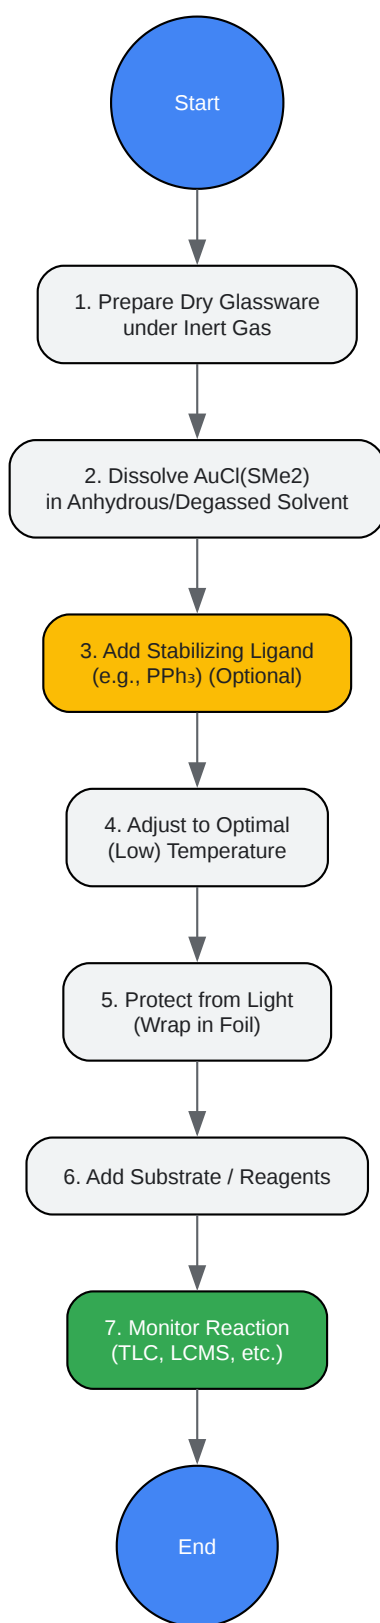 Start
1. Prepare Dry Glassware
under Inert Gas
2. Dissolve AuCl(SMe2)
in Anhydrous/Degassed Solvent
3. Add Stabilizing Ligand
(e.g., PPh₃) (Optional)
4. Adjust to Optimal
(Low) Temperature
5. Protect from Light
(Wrap in Foil)
6. Add Substrate / Reagents
7. Monitor Reaction
(TLC, LCMS, etc.)
End